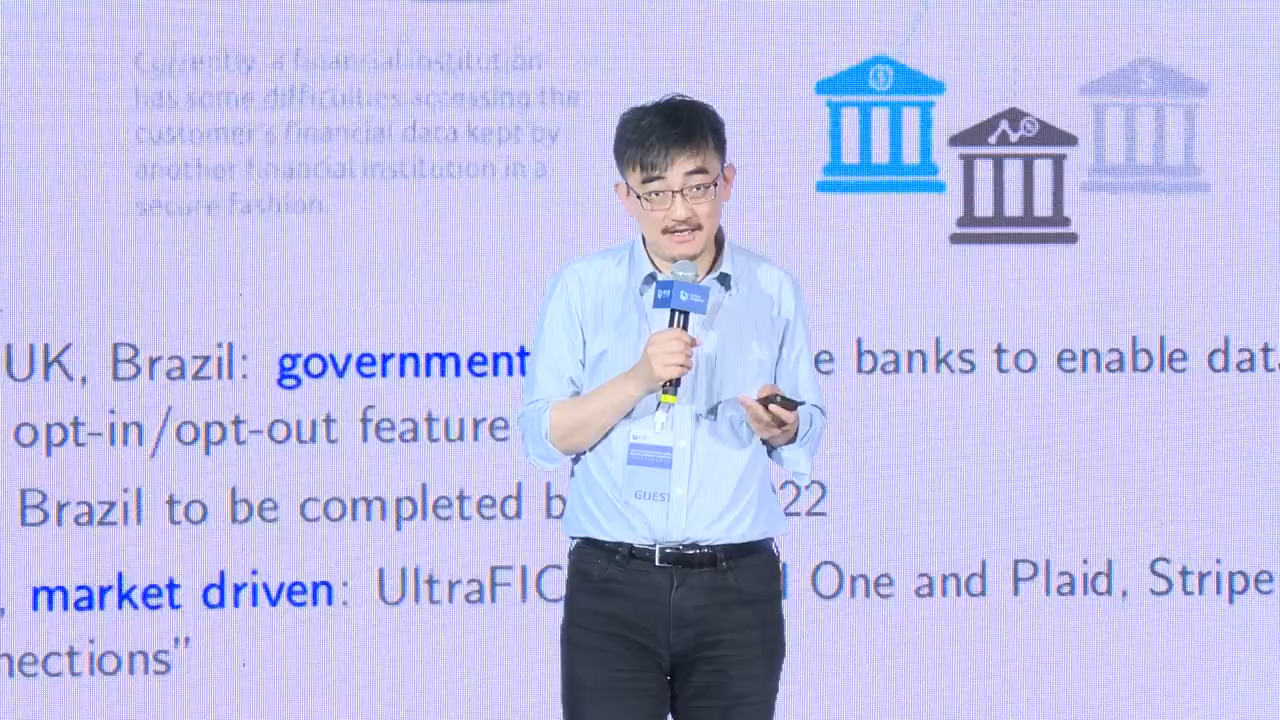 Currently, a financial institution
has some difficulties accessing the
customer's financial data kept by
another financial institution in a
secure fashion.
UK, Brazil: government e banks to enable dat
opt-in/opt-out feature
Brazil to be completed b 22
, market driven: UltraFIC l One and Plaid, Stripe
nections"
GUEST